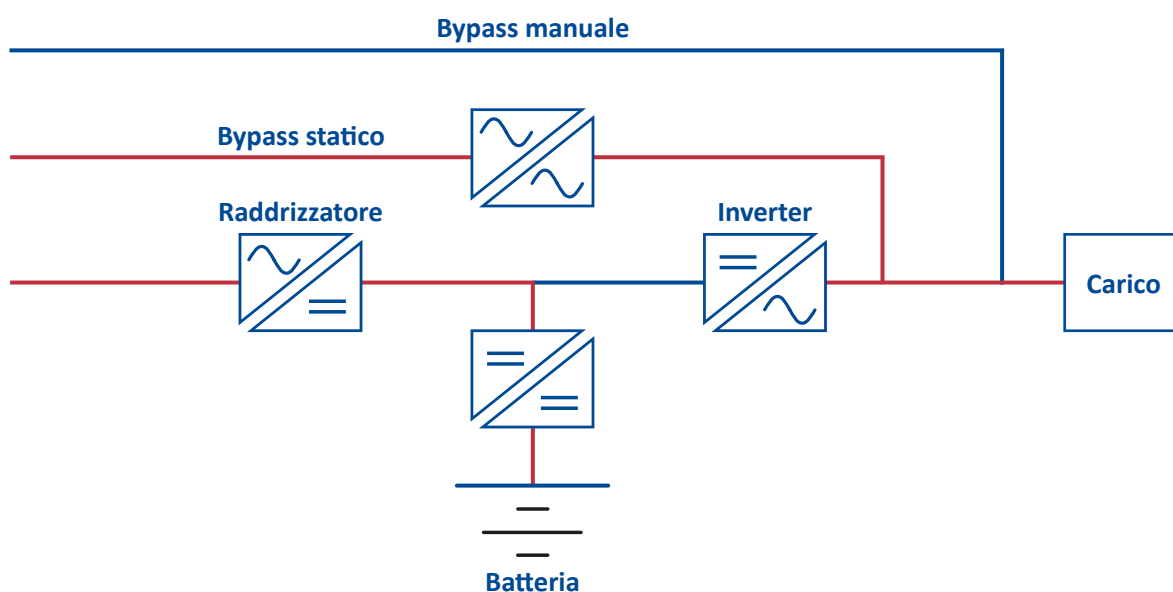 Bypass manuale
Bypass statico
Raddrizzatore
Inverter
Carico
Batteria